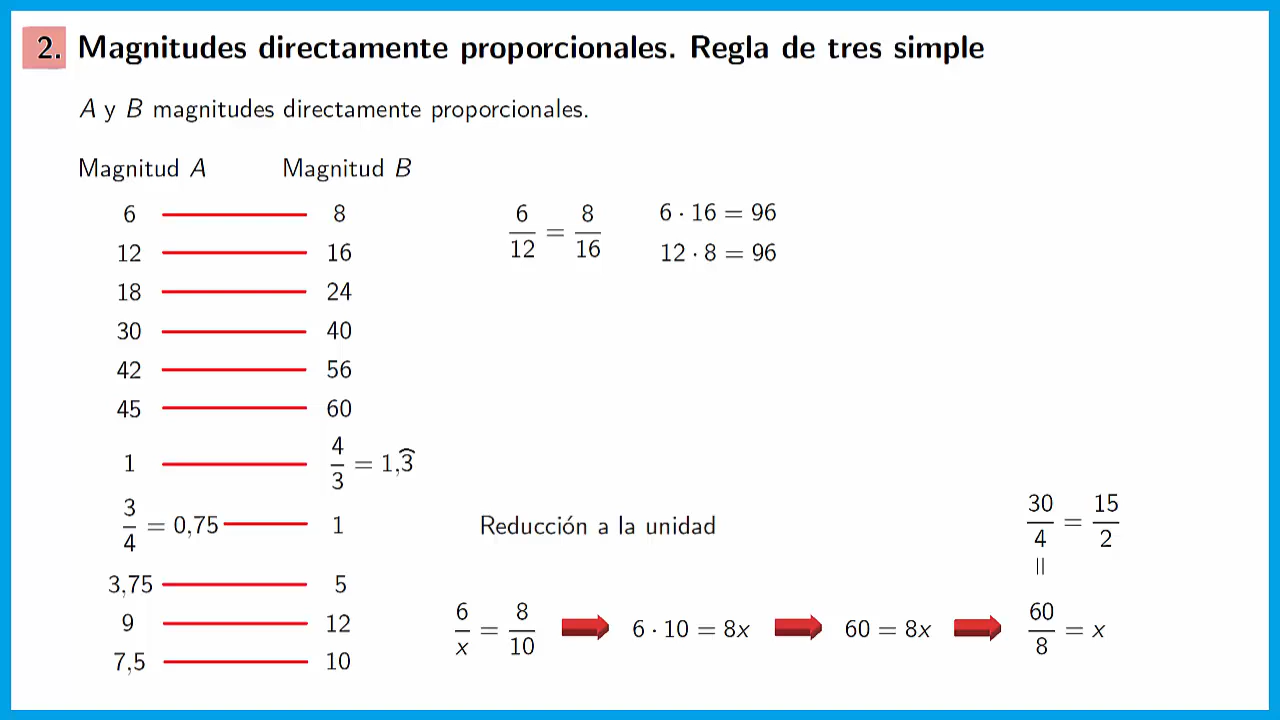 2. Magnitudes directamente proporcionales. Regla de tres simple
A y B magnitudes directamente proporcionales.
Magnitud A Magnitud B
6 8
12 16
18 24
30 40
42 56
45 60
1 4/3 = 1,3͡
3/4 = 0,75 1
3,75 5
9 12
7,5 10
6/12 = 8/16
6 · 16 = 96
12 · 8 = 96
Reducción a la unidad
6/x = 8/10
6 · 10 = 8x
60 = 8x
60/8 = x
=
30/4 = 15/2